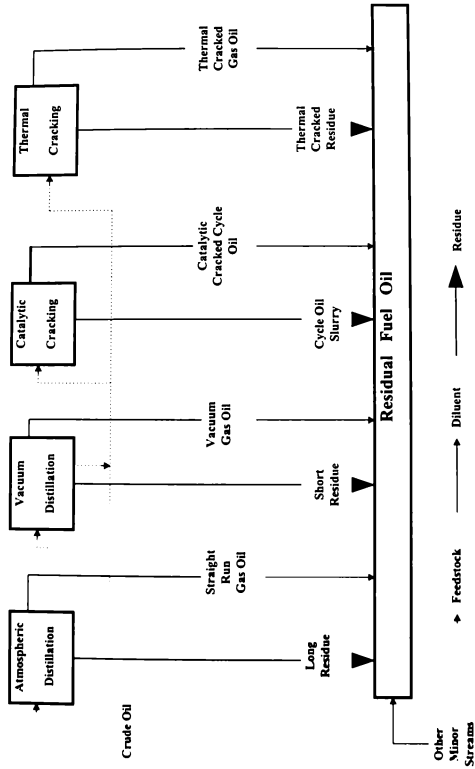 Atmospheric
Distillation
Vacuum
Distillation
Catalytic
Cracking
Thermal
Cracking
Crude Oil
Long
Residue
Straight
Run
Gas Oil
Short
Residue
Vacuum
Gas Oil
Cycle Oil
Slurry
Catalytic
Cracked Cycle
Oil
Thermal
Cracked
Residue
Thermal
Cracked
Gas Oil
Residual Fuel Oil
Other
Minor
Streams
Feedstock
Diluent
Residue